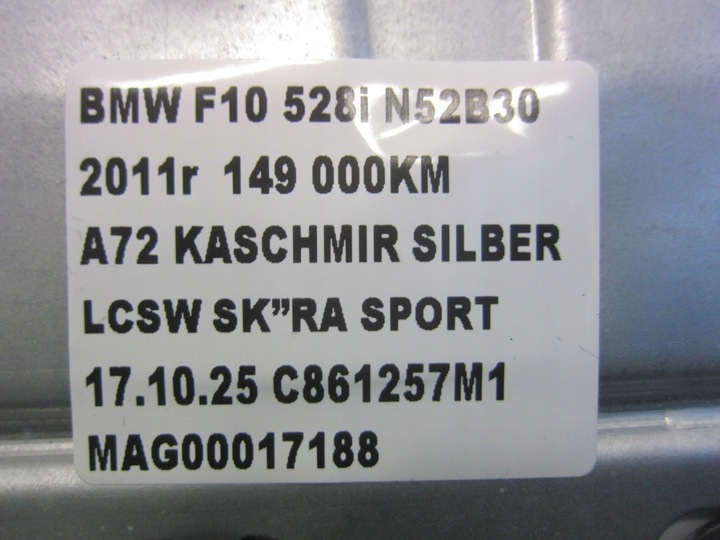 BMW F10 528i N52B30
2011r 149 000KM
A72 KASCHMIR SILBER
LCSW SK”RA SPORT
17.10.25 C861257M1
MAG00017188